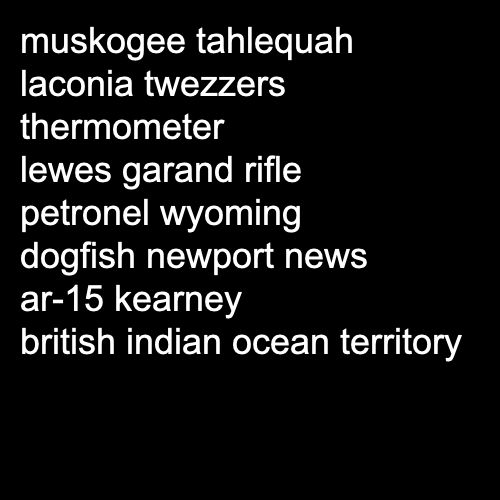 muskogee tahlequah
laconia twezzers
thermometer
lewes garand rifle
petronel wyoming
dogfish newport news
ar-15 kearney
british indian ocean territory